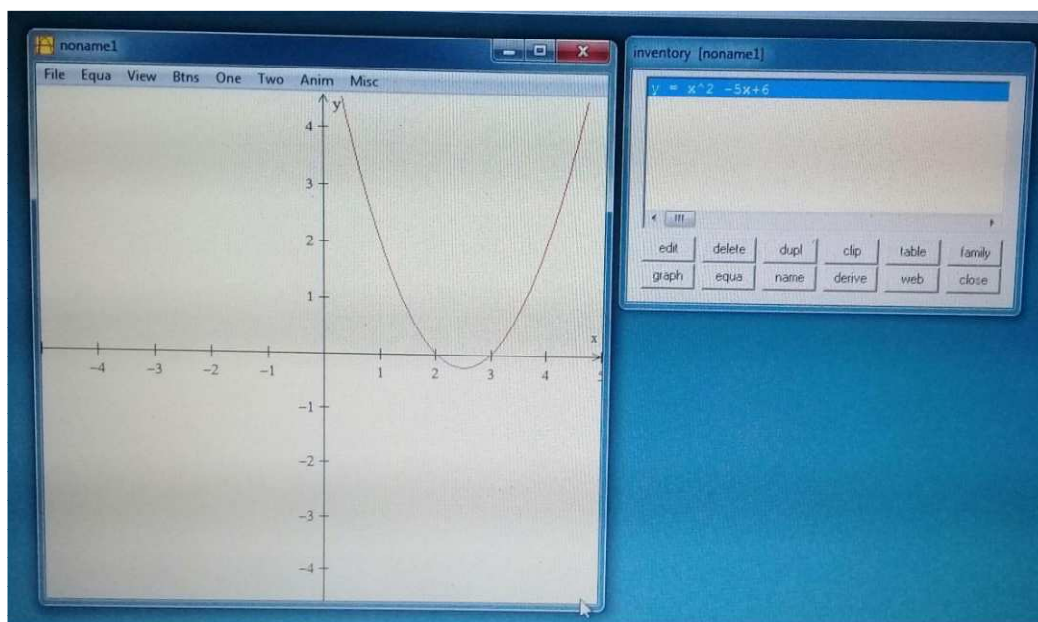 noname1
File Equa View Btns One Two Anim Misc
y
4
3
2
1
x
-4 -3 -2 -1 1 2 3 4 5
-1
-2
-3
-4
inventory [noname1]
y = x^2 -5x+6
edit delete dupl clip table family
graph equa name derive web close